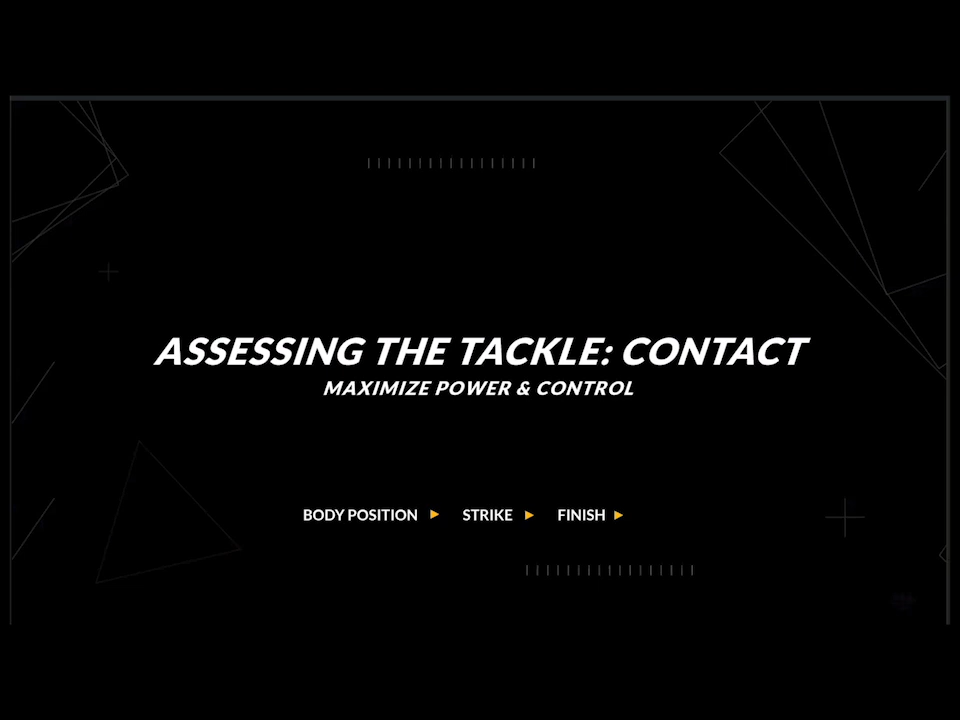 ASSESSING THE TACKLE: CONTACT
MAXIMIZE POWER & CONTROL
BODY POSITION ▶ STRIKE ▶ FINISH ▶